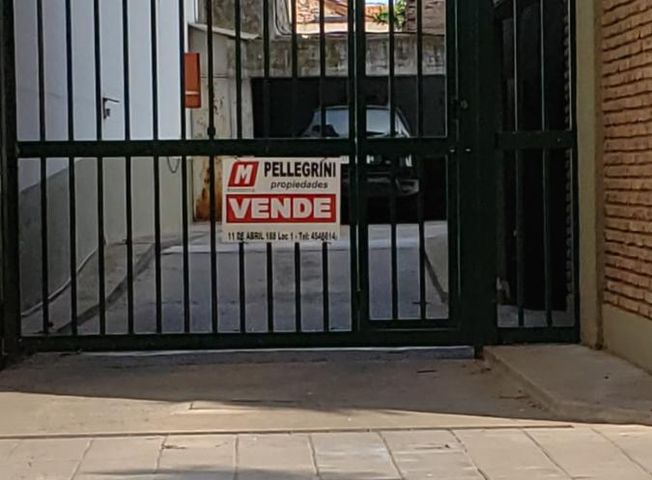 M PELLEGRINI
propiedades
VENDE
11 DE ABRIL 188 Loc 1 - Tel: 4546614